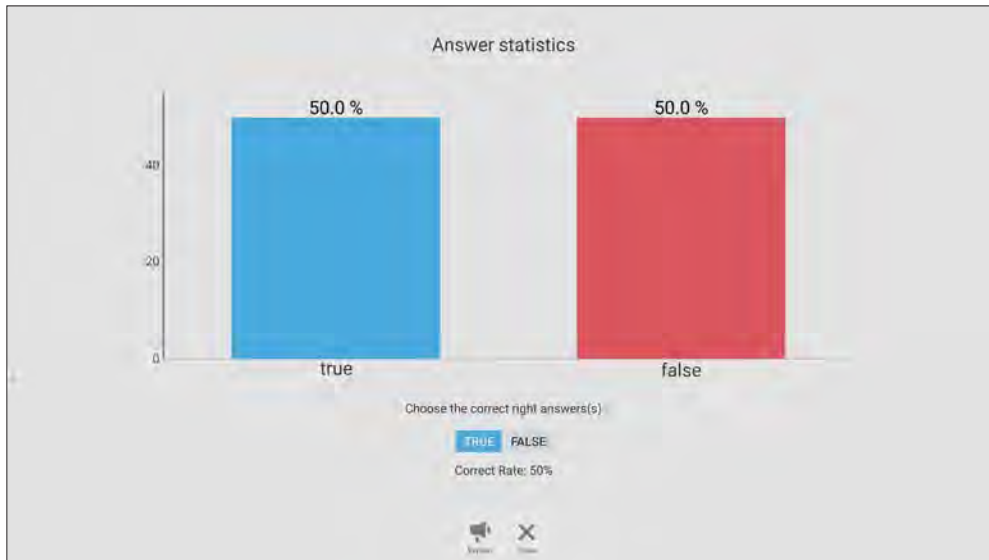 Answer statistics
50.0 % 50.0 %
40
20
0
true false
Choose the correct right answers(s)
TRUE FALSE
Correct Rate: 50%